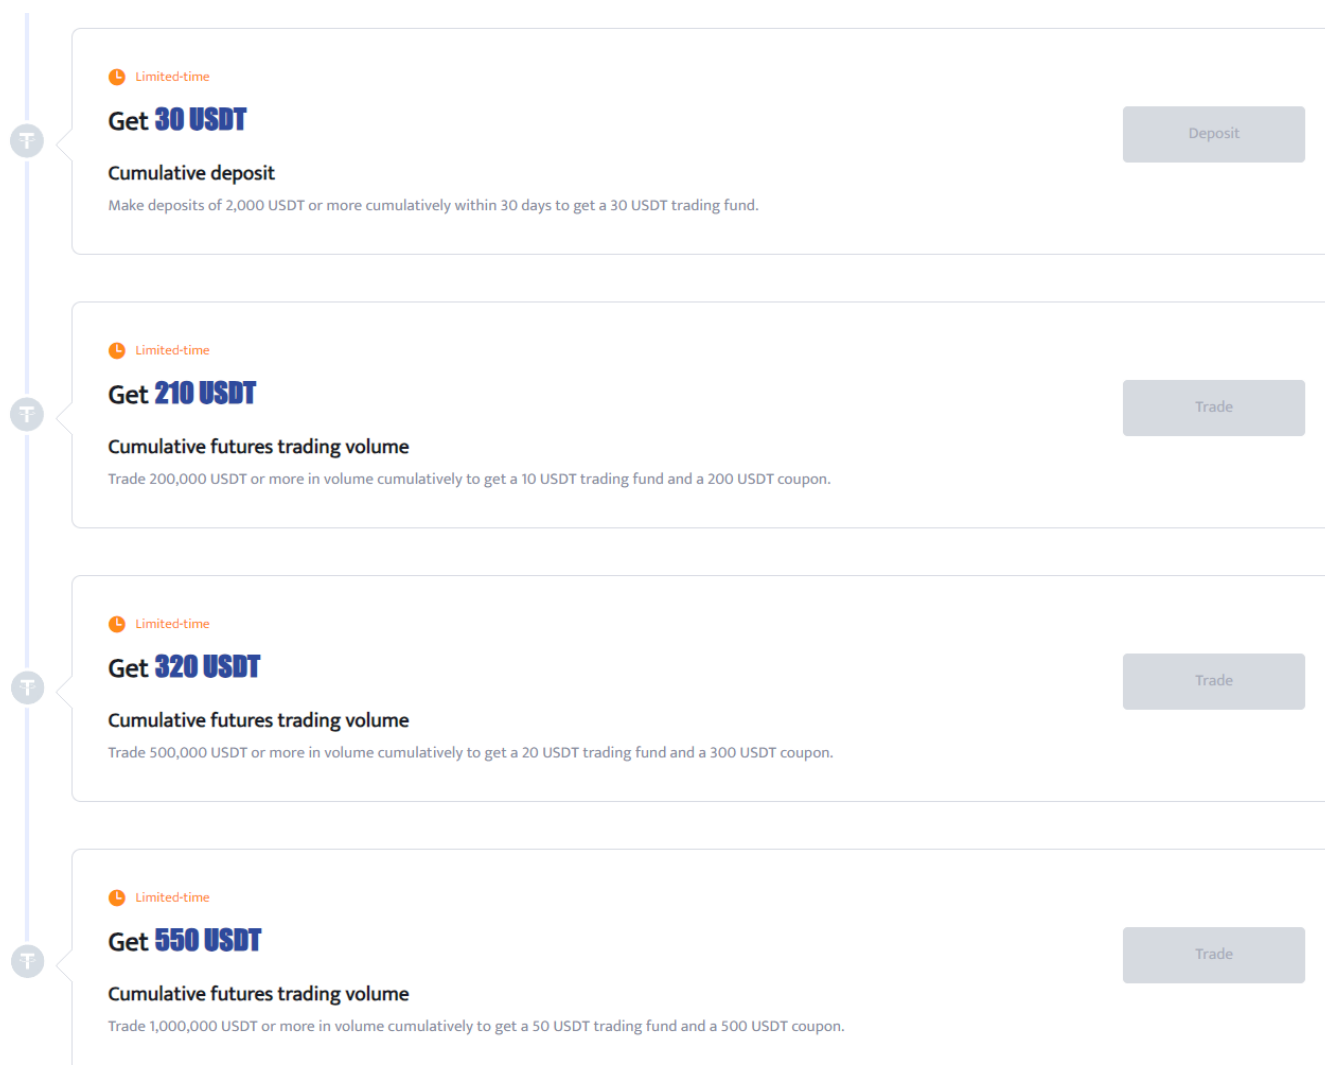 Limited-time
Get 30 USDT
Deposit
Cumulative deposit
Make deposits of 2,000 USDT or more cumulatively within 30 days to get a 30 USDT trading fund.
Limited-time
Get 210 USDT
Trade
Cumulative futures trading volume
Trade 200,000 USDT or more in volume cumulatively to get a 10 USDT trading fund and a 200 USDT coupon.
Limited-time
Get 320 USDT
Trade
Cumulative futures trading volume
Trade 500,000 USDT or more in volume cumulatively to get a 20 USDT trading fund and a 300 USDT coupon.
Limited-time
Get 550 USDT
Trade
Cumulative futures trading volume
Trade 1,000,000 USDT or more in volume cumulatively to get a 50 USDT trading fund and a 500 USDT coupon.